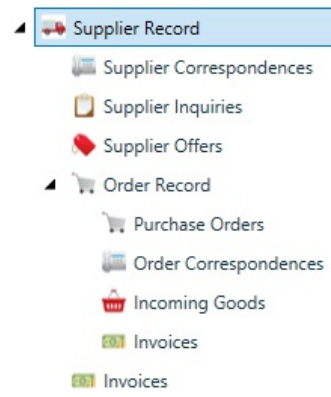 Supplier Record
Supplier Correspondences
Supplier Inquiries
Supplier Offers
Order Record
Purchase Orders
Order Correspondences
Incoming Goods
Invoices
Invoices